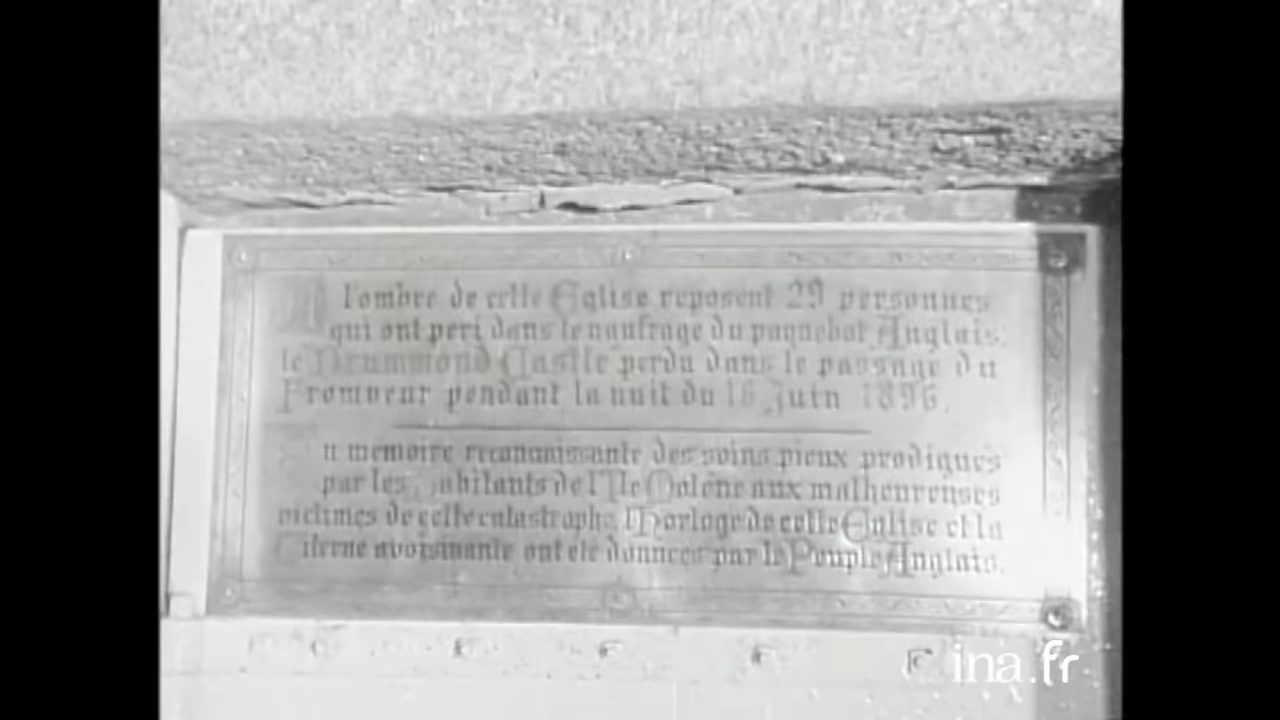 A l'ombre de cette Eglise reposent 29 personnes
qui ont peri dans le naufrage du paquebot Anglais:
le Drummond Castle perdu dans le passage du
Fromveur pendant la nuit du 16 Juin 1896.
En mémoire reconnaissante des soins pieux prodigués
par les habitants de l'Ile Molène aux malheureuses
victimes de cette catastrophe l'Horloge de cette Eglise et la
Citerne avoisinante ont été données par le Peuple Anglais.
ina.fr